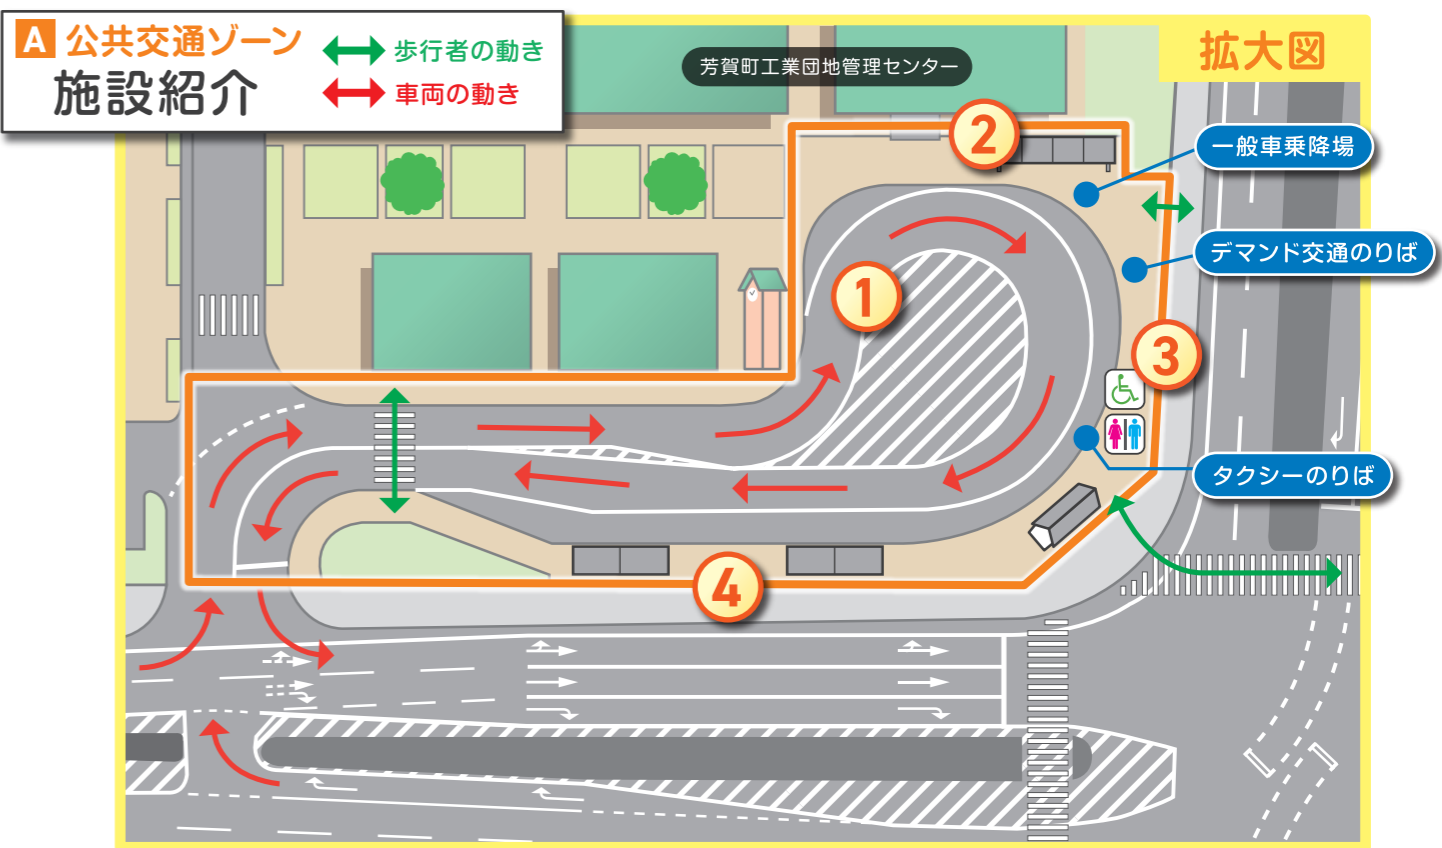 A 公共交通ゾーン
施設紹介
歩行者の動き
車両の動き
芳賀町工業団地管理センター
拡大図
2
一般車乗降場
デマンド交通のりば
1
3
タクシーのりば
4